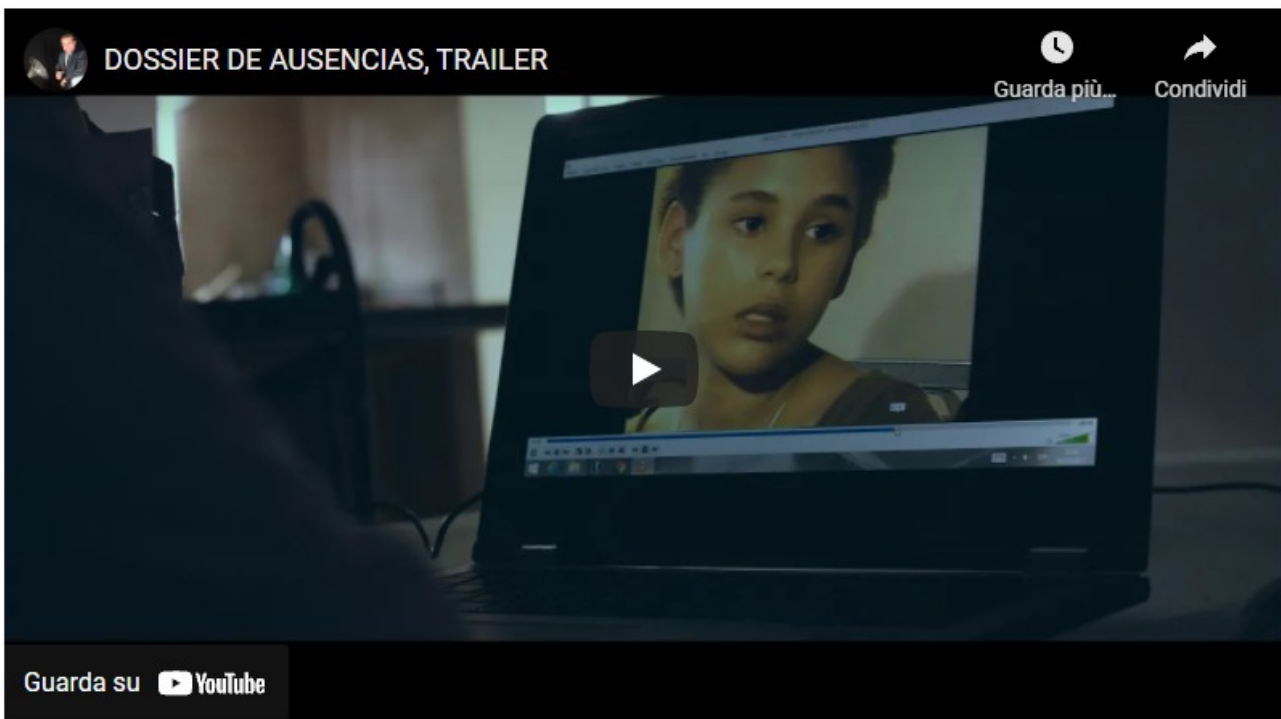 DOSSIER DE AUSENCIAS, TRAILER
Guarda più...
Condividi
Guarda su YouTube